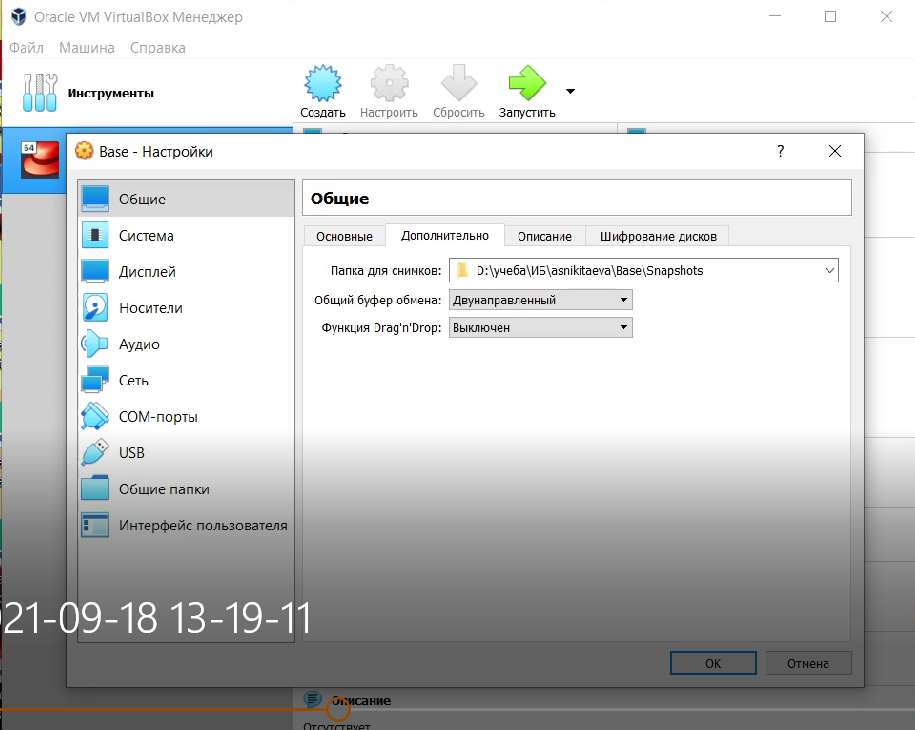 Oracle VM VirtualBox Менеджер
Файл Машина Справка
Инструменты
Создать Настроить Сбросить Запустить
64
Base - Настройки
?
Общие
Система
Дисплей
Носители
Аудио
Сеть
COM-порты
USB
Общие папки
Интерфейс пользователя
Общие
Основные Дополнительно Описание Шифрование дисков
Папка для снимков: D:\учеба\ИБ\asnikitaeva\Base\Snapshots
Общий буфер обмена: Двунаправленный
Функция Drag'n'Drop: Выключен
21-09-18 13-19-11
OK Отмена
Описание
Отсутствует